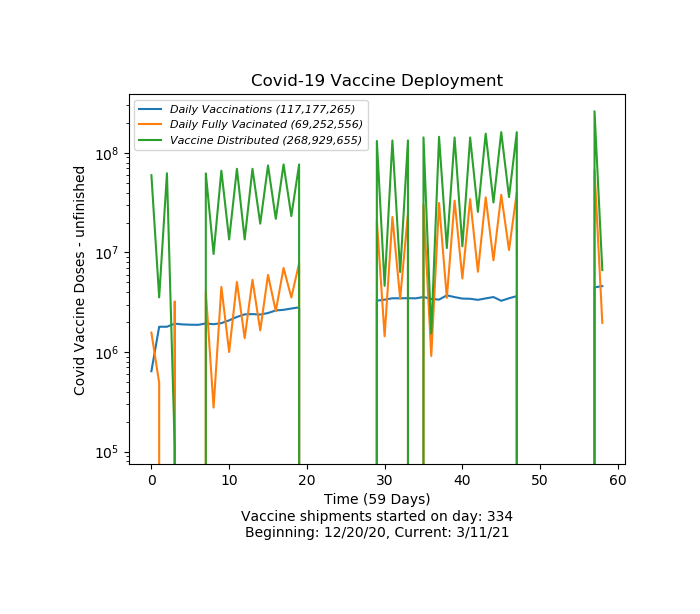 Covid-19 Vaccine Deployment
Daily Vaccinations (117,177,265)
Daily Fully Vacinated (69,252,556)
Vaccine Distributed (268,929,655)
Covid Vaccine Doses - unfinished
10^8
10^7
10^6
10^5
0 10 20 30 40 50 60
Time (59 Days)
Vaccine shipments started on day: 334
Beginning: 12/20/20, Current: 3/11/21